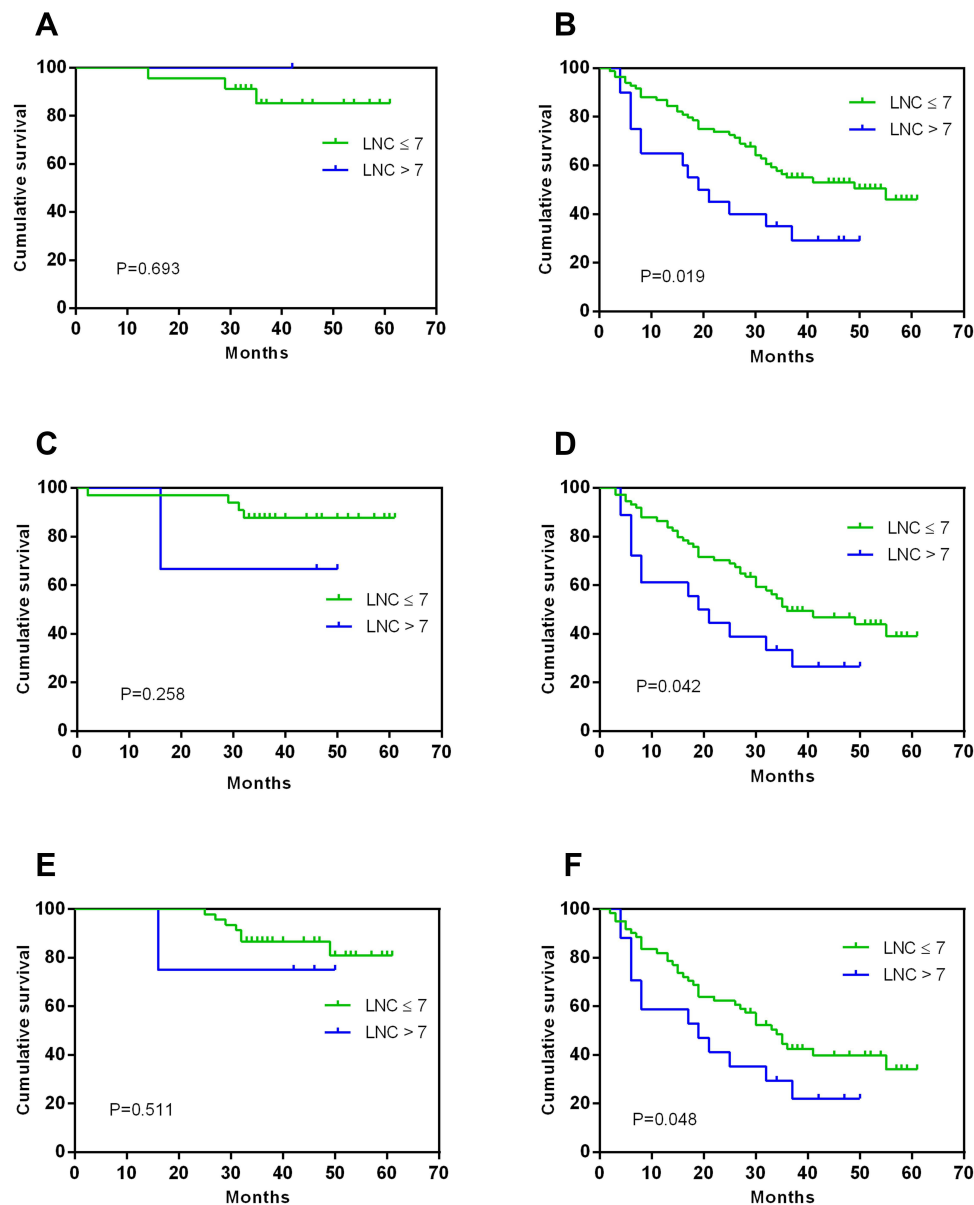 A
100
80
60
40
20
0
Cumulative survival
LNC ≤ 7
LNC > 7
P=0.693
0 10 20 30 40 50 60 70
Months
B
100
80
60
40
20
0
Cumulative survival
LNC ≤ 7
LNC > 7
P=0.019
0 10 20 30 40 50 60 70
Months
C
100
80
60
40
20
0
Cumulative survival
LNC ≤ 7
LNC > 7
P=0.258
0 10 20 30 40 50 60 70
Months
D
100
80
60
40
20
0
Cumulative survival
LNC ≤ 7
LNC > 7
P=0.042
0 10 20 30 40 50 60 70
Months
E
100
80
60
40
20
0
Cumulative survival
LNC ≤ 7
LNC > 7
P=0.511
0 10 20 30 40 50 60 70
Months
F
100
80
60
40
20
0
Cumulative survival
LNC ≤ 7
LNC > 7
P=0.048
0 10 20 30 40 50 60 70
Months